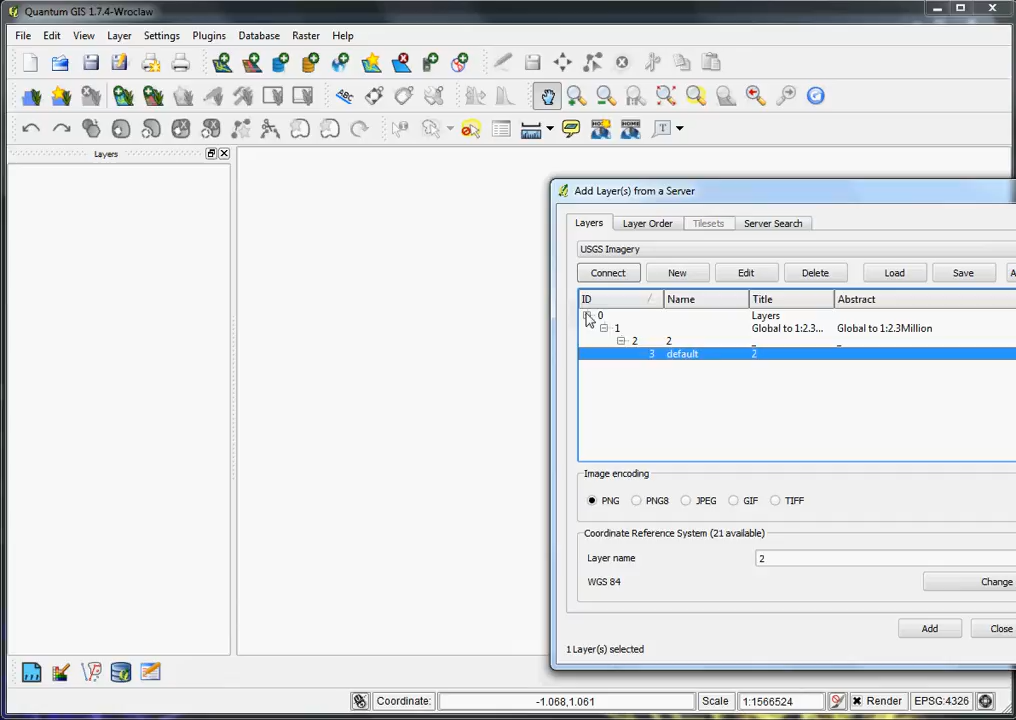 Quantum GIS 1.7.4-Wroclaw
File Edit View Layer Settings Plugins Database Raster Help
Layers
Add Layer(s) from a Server
Layers Layer Order Tilesets Server Search
USGS Imagery
Connect New Edit Delete Load Save A
ID Name Title Abstract
0 Layers
1 Global to 1:2.3... Global to 1:2.3Million
2 2 _ _
3 default 2
Image encoding
PNG PNG8 JPEG GIF TIFF
Coordinate Reference System (21 available)
Layer name 2
WGS 84 Change
Add Close
1 Layer(s) selected
Coordinate: -1.068,1.061 Scale 1:1566524 Render EPSG:4326